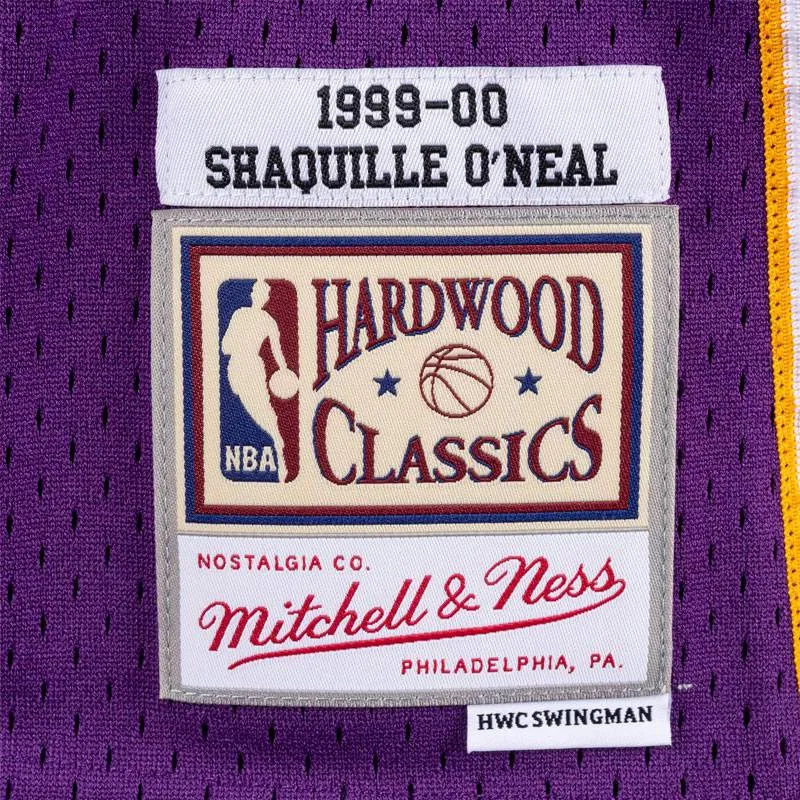 1999-00
SHAQUILLE O'NEAL
HARDWOOD
NBA
CLASSICS
NOSTALGIA CO.
Mitchell & Ness
PHILADELPHIA, PA.
HWC SWINGMAN